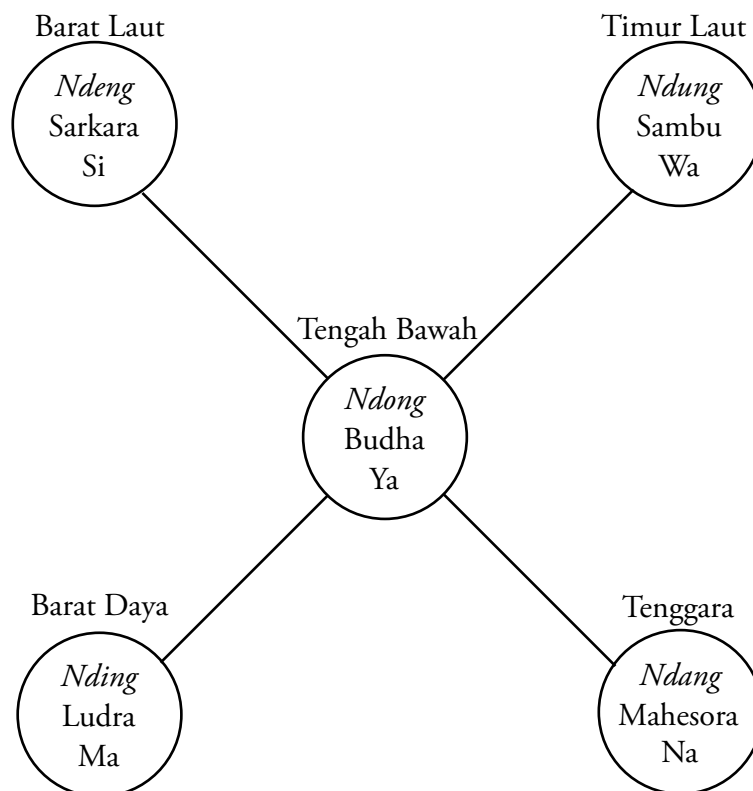 Barat Laut
Ndeng
Sarkara
Si
Timur Laut
Ndung
Sambu
Wa
Tengah Bawah
Ndong
Budha
Ya
Barat Daya
Nding
Ludra
Ma
Tenggara
Ndang
Mahesora
Na